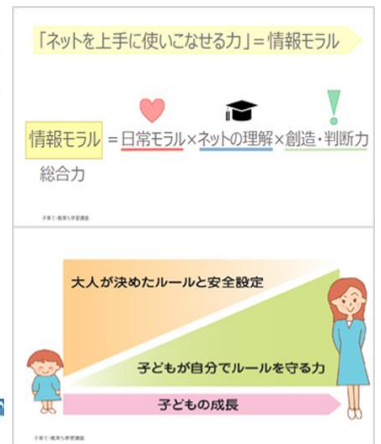 「ネットを上手に使いこなせる力」=情報モラル
情報モラル=日常モラル×ネットの理解×創造・判断力
総合力
大人が決めたルールと安全設定
子どもが自分でルールを守る力
子どもの成長